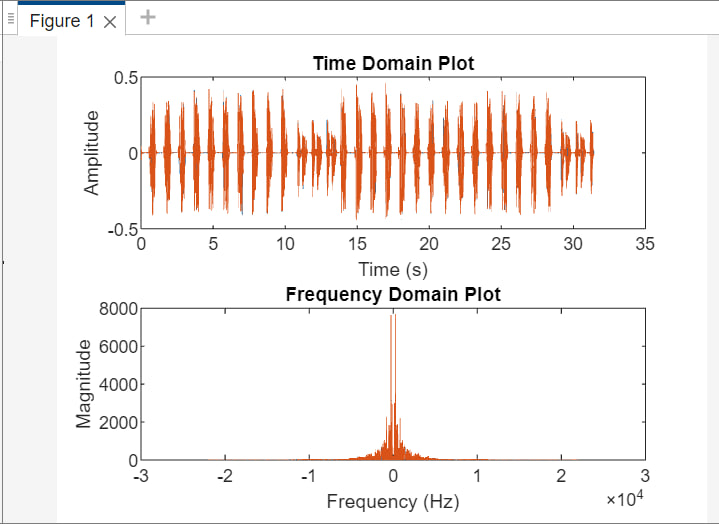 Figure 1 × +
Time Domain Plot
0.5
0
-0.5
Amplitude
0 5 10 15 20 25 30 35
Time (s)
Frequency Domain Plot
8000
6000
4000
2000
0
Magnitude
-3 -2 -1 0 1 2 3
×10⁴
Frequency (Hz)